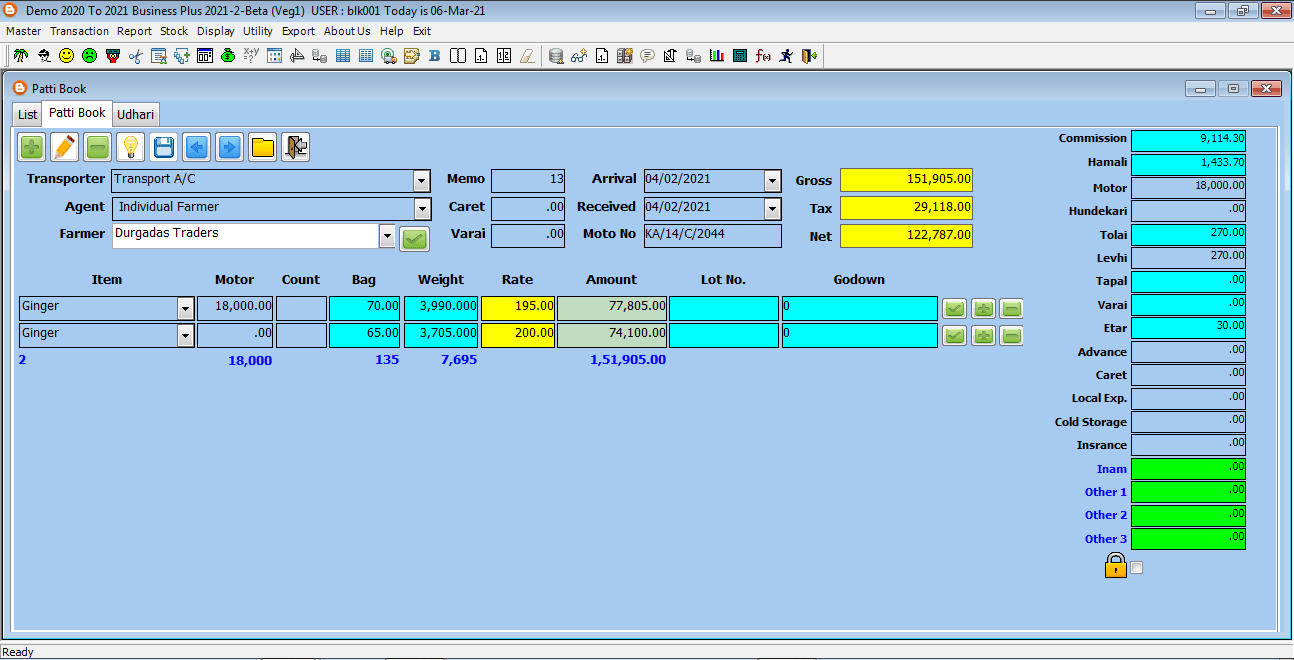 Demo 2020 To 2021 Business Plus 2021-2-Beta (Veg1) USER : blk001 Today is 06-Mar-21
Master Transaction Report Stock Display Utility Export About Us Help Exit
Patti Book
List Patti Book Udhari
Transporter Transport A/C Memo 13 Arrival 04/02/2021 Gross 151,905.00
Agent Individual Farmer Caret .00 Received 04/02/2021 Tax 29,118.00
Farmer Durgadas Traders Varai .00 Moto No KA/14/C/2044 Net 122,787.00
Item Motor Count Bag Weight Rate Amount Lot No. Godown
Ginger 18,000.00 70.00 3,990.000 195.00 77,805.00 0
Ginger .00 65.00 3,705.000 200.00 74,100.00 0
2 18,000 135 7,695 1,51,905.00
Commission 9,114.30
Hamali 1,433.70
Motor 18,000.00
Hundekari .00
Tolai 270.00
Levhi 270.00
Tapal .00
Varai .00
Etar 30.00
Advance .00
Caret .00
Local Exp. .00
Cold Storage .00
Insrance .00
Inam .00
Other 1 .00
Other 2 .00
Other 3 .00
Ready